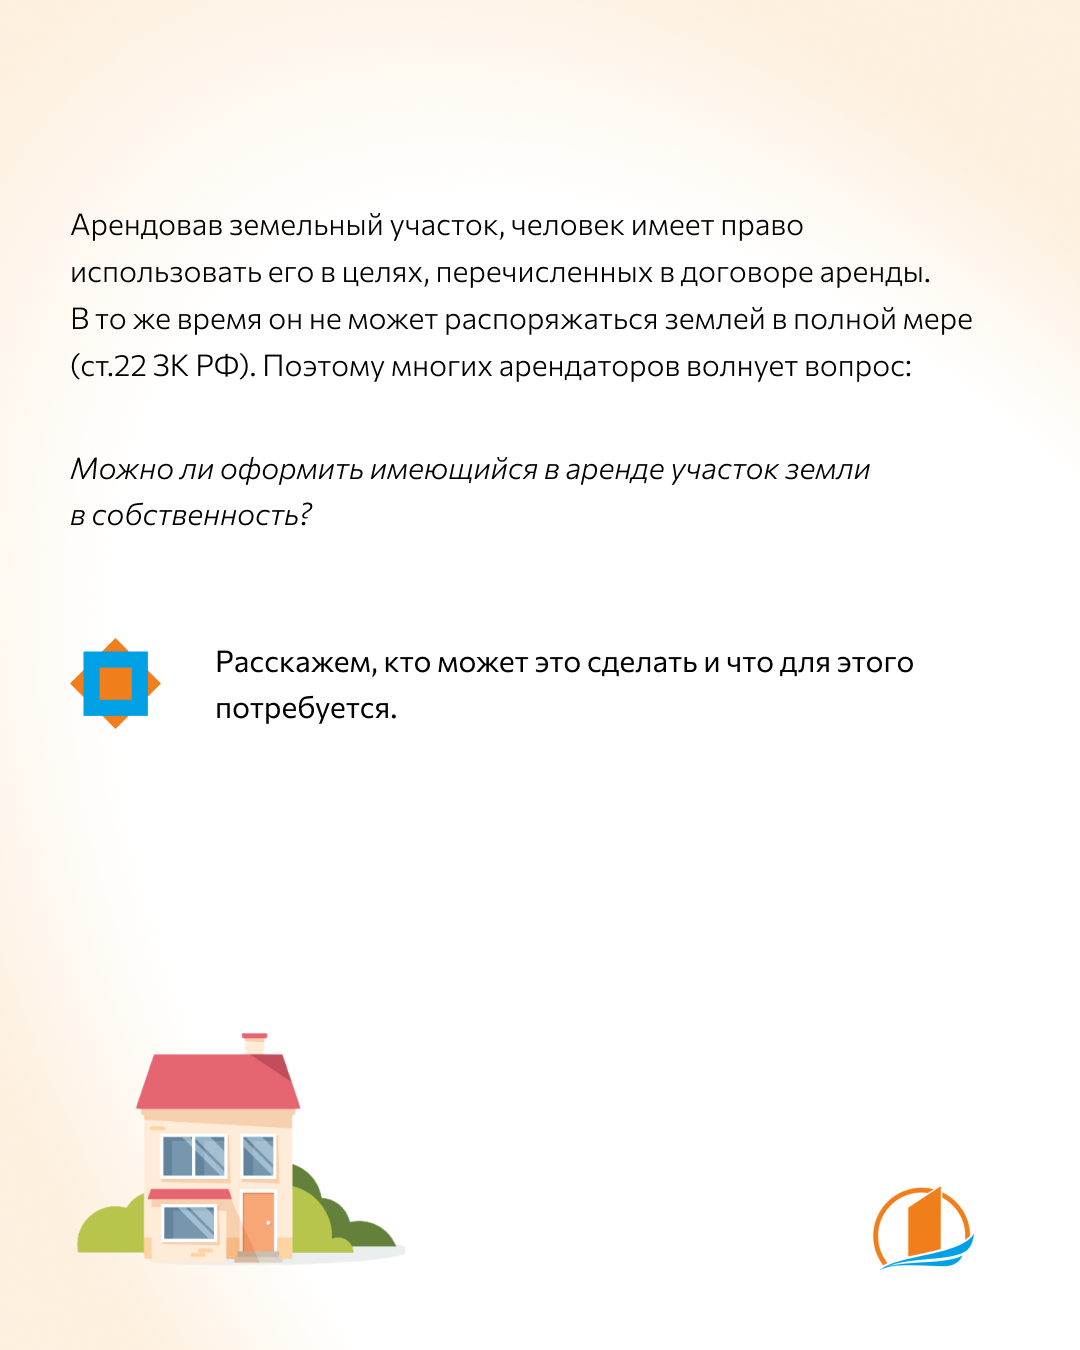 Арендовав земельный участок, человек имеет право
использовать его в целях, перечисленных в договоре аренды.
В то же время он не может распоряжаться землей в полной мере
(ст.22 ЗК РФ). Поэтому многих арендаторов волнует вопрос:
Можно ли оформить имеющийся в аренде участок земли
в собственность?
Расскажем, кто может это сделать и что для этого
потребуется.